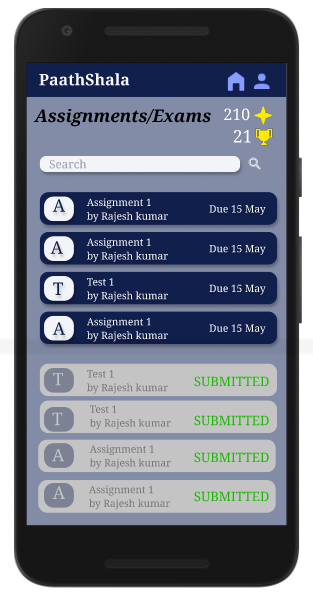 PaathShala
Assignments/Exams
210
21
Search
A
Assignment 1
by Rajesh kumar
Due 15 May
A
Assignment 1
by Rajesh kumar
Due 15 May
T
Test 1
by Rajesh kumar
Due 15 May
A
Assignment 1
by Rajesh kumar
Due 15 May
T
Test 1
by Rajesh kumar
SUBMITTED
T
Test 1
by Rajesh kumar
SUBMITTED
A
Assignment 1
by Rajesh kumar
SUBMITTED
A
Assignment 1
by Rajesh kumar
SUBMITTED